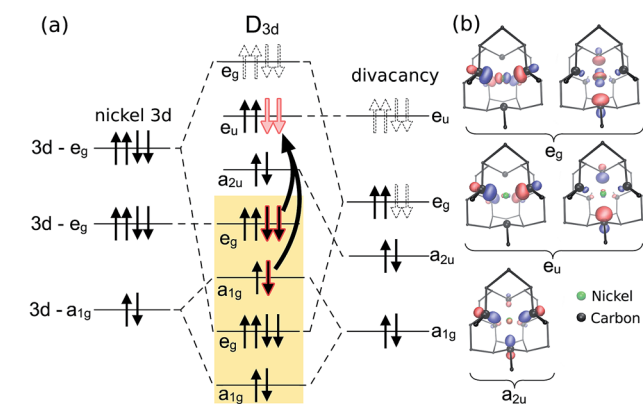 (a)
D3d
(b)
eg
divacancy
nickel 3d
eu
eu
3d - eg
a2u
eg
3d - eg
eg
eg
a2u
eu
a1g
3d - a1g
Nickel
Carbon
eg
a1g
a1g
a2u